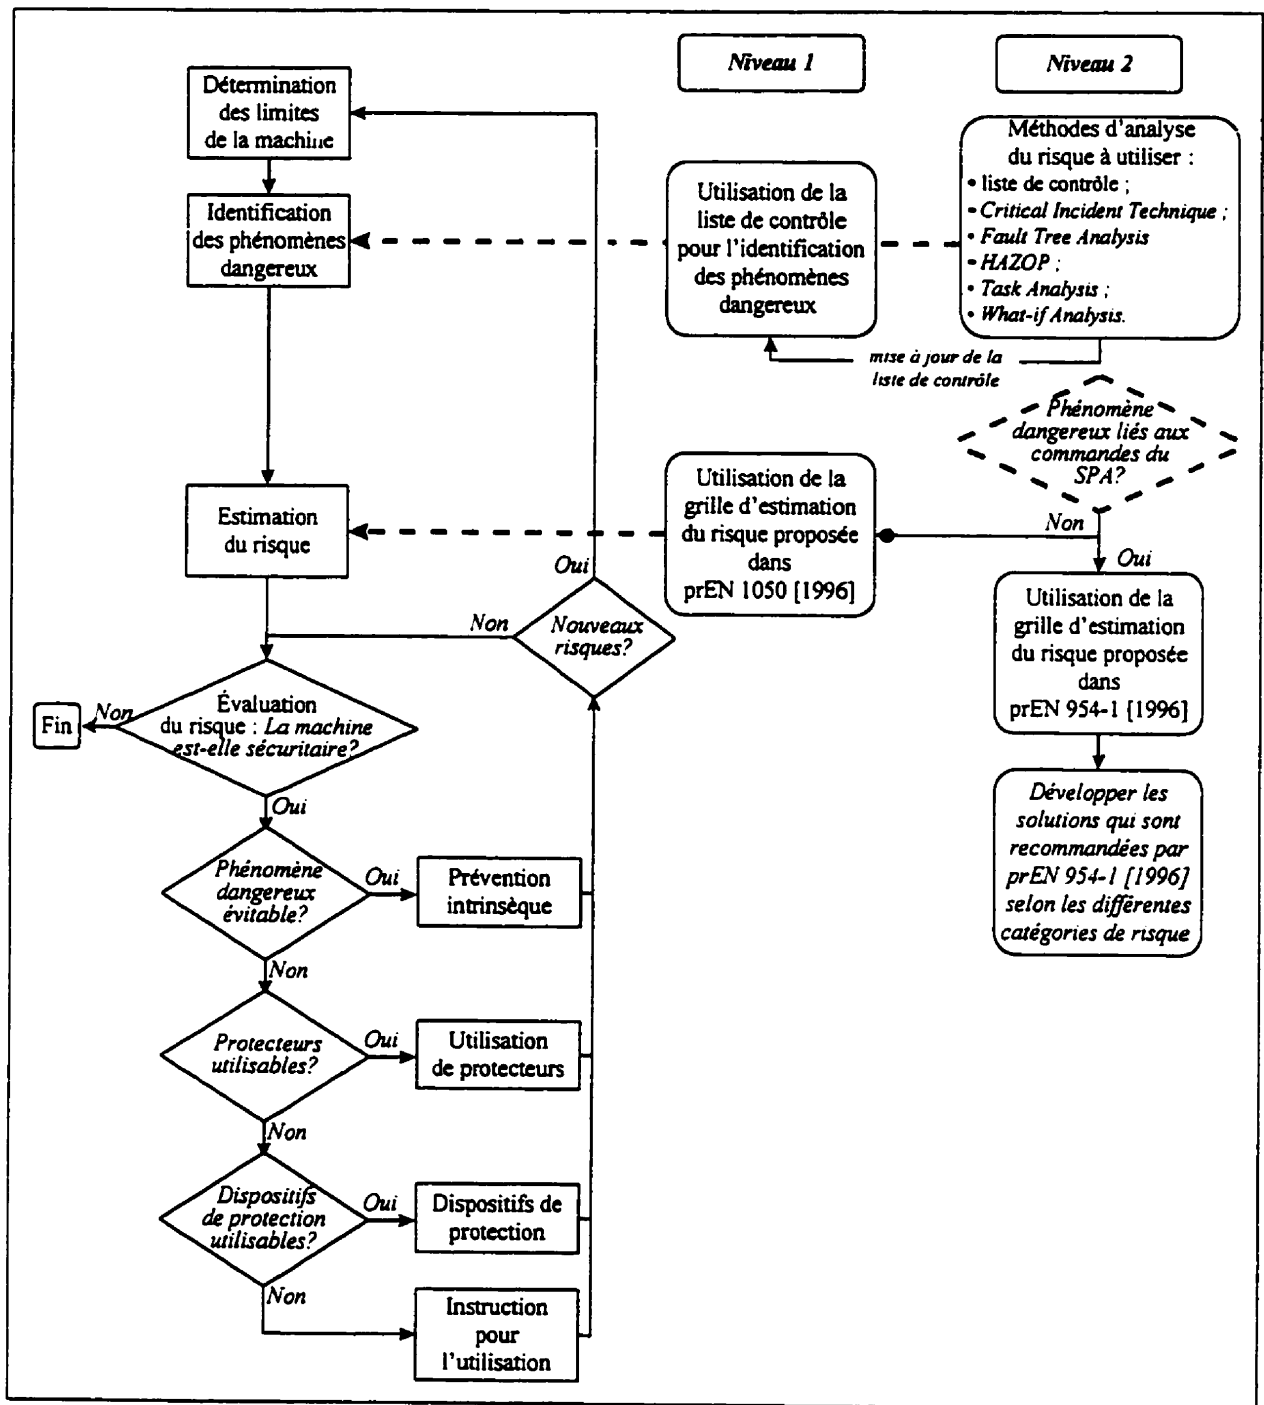 Niveau 1
Niveau 2
Détermination
des limites
de la machine
Méthodes d'analyse
du risque à utiliser :
• liste de contrôle ;
• Critical Incident Technique ;
• Fault Tree Analysis
• HAZOP ;
• Task Analysis ;
• What-if Analysis.
Utilisation de la
liste de contrôle
pour l'identification
des phénomènes
dangereux
Identification
des phénomènes
dangereux
mise à jour de la
liste de contrôle
Phénomène
dangereux liés aux
commandes du
SPA?
Non
Oui
Utilisation de la
grille d'estimation
du risque proposée
dans
prEN 1050 [1996]
Estimation
du risque
Oui
Non
Nouveaux
risques?
Utilisation de la
grille d'estimation
du risque proposée
dans
prEN 954-1 [1996]
Évaluation
du risque : La machine
est-elle sécuritaire?
Non
Fin
Oui
Développer les
solutions qui sont
recommandées par
prEN 954-1 [1996]
selon les différentes
catégories de risque
Phénomène
dangereux
évitable?
Oui
Prévention
intrinsèque
Non
Protecteurs
utilisables?
Oui
Utilisation
de protecteurs
Non
Dispositifs
de protection
utilisables?
Oui
Dispositifs de
protection
Non
Instruction
pour
l'utilisation